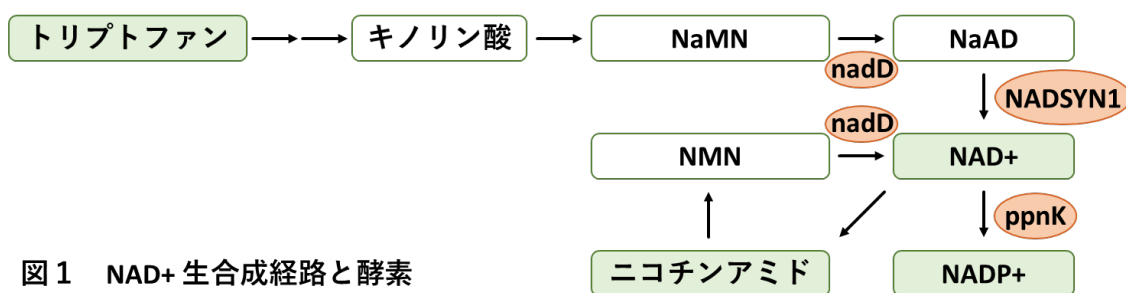 トリプトファン
キノリン酸
NaMN
NaAD
nadD
NADSYN1
nadD
NMN
NAD+
ppnK
ニコチンアミド
NADP+
図1 NAD+ 生合成経路と酵素